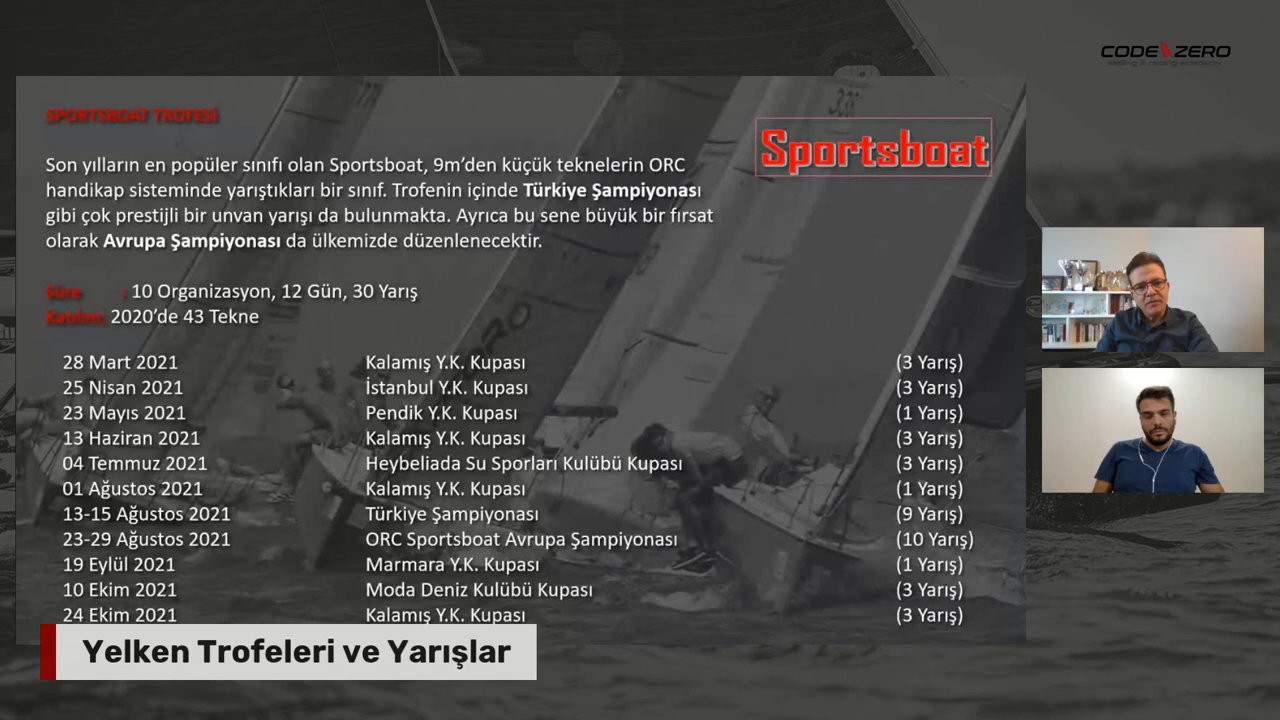 CODE ZERO
sailing & racing academy
SPORTSBOAT TROFESİ
Sportsboat
Son yılların en popüler sınıfı olan Sportsboat, 9m’den küçük teknelerin ORC
handikap sisteminde yarıştıkları bir sınıf. Trofenin içinde Türkiye Şampiyonası
gibi çok prestijli bir unvan yarışı da bulunmakta. Ayrıca bu sene büyük bir fırsat
olarak Avrupa Şampiyonası da ülkemizde düzenlenecektir.
Süre : 10 Organizasyon, 12 Gün, 30 Yarış
Katılım: 2020’de 43 Tekne
28 Mart 2021 Kalamış Y.K. Kupası (3 Yarış)
25 Nisan 2021 İstanbul Y.K. Kupası (3 Yarış)
23 Mayıs 2021 Pendik Y.K. Kupası (1 Yarış)
13 Haziran 2021 Kalamış Y.K. Kupası (3 Yarış)
04 Temmuz 2021 Heybeliada Su Sporları Kulübü Kupası (3 Yarış)
01 Ağustos 2021 Kalamış Y.K. Kupası (1 Yarış)
13-15 Ağustos 2021 Türkiye Şampiyonası (9 Yarış)
23-29 Ağustos 2021 ORC Sportsboat Avrupa Şampiyonası (10 Yarış)
19 Eylül 2021 Marmara Y.K. Kupası (1 Yarış)
10 Ekim 2021 Moda Deniz Kulübü Kupası (3 Yarış)
24 Ekim 2021 Kalamış Y.K. Kupası (3 Yarış)
Yelken Trofeleri ve Yarışlar